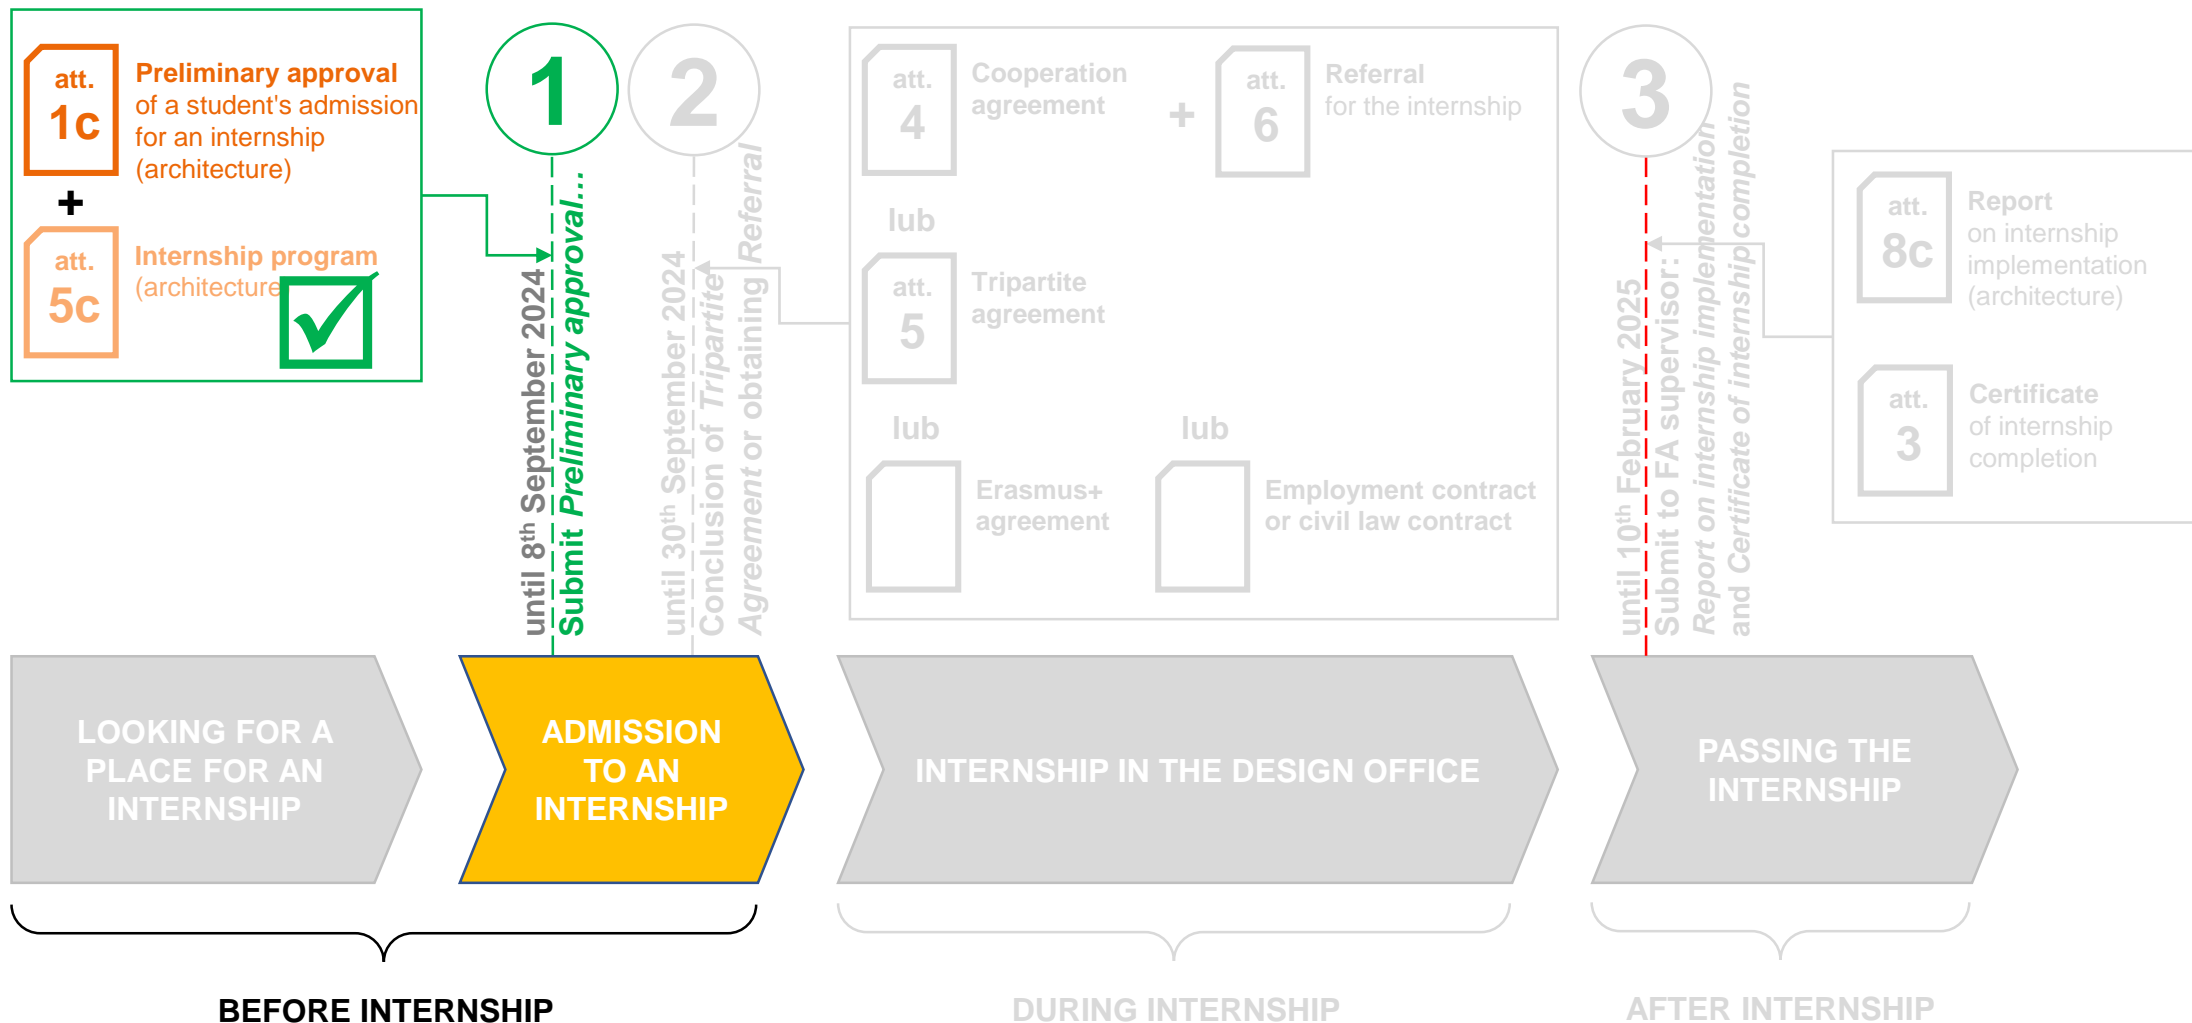 att.
1c
Preliminary approval
of a student's admission
for an internship
(architecture)
+
att.
5c
Internship program
(architecture
1
until 8th September 2024
Submit Preliminary approval...
2
until 30th September 2024
Conclusion of Tripartite
Agreement or obtaining Referral
att.
4
Cooperation
agreement
+
att.
6
Referral
for the internship
lub
att.
5
Tripartite
agreement
lub
Erasmus+
agreement
lub
Employment contract
or civil law contract
3
until 10th February 2025
Submit to FA supervisor:
Report on internship implementation
and Certificate of internship completion
att.
8c
Report
on internship
implementation
(architecture)
att.
3
Certificate
of internship
completion
LOOKING FOR A
PLACE FOR AN
INTERNSHIP
ADMISSION
TO AN
INTERNSHIP
INTERNSHIP IN THE DESIGN OFFICE
PASSING THE
INTERNSHIP
BEFORE INTERNSHIP
DURING INTERNSHIP
AFTER INTERNSHIP